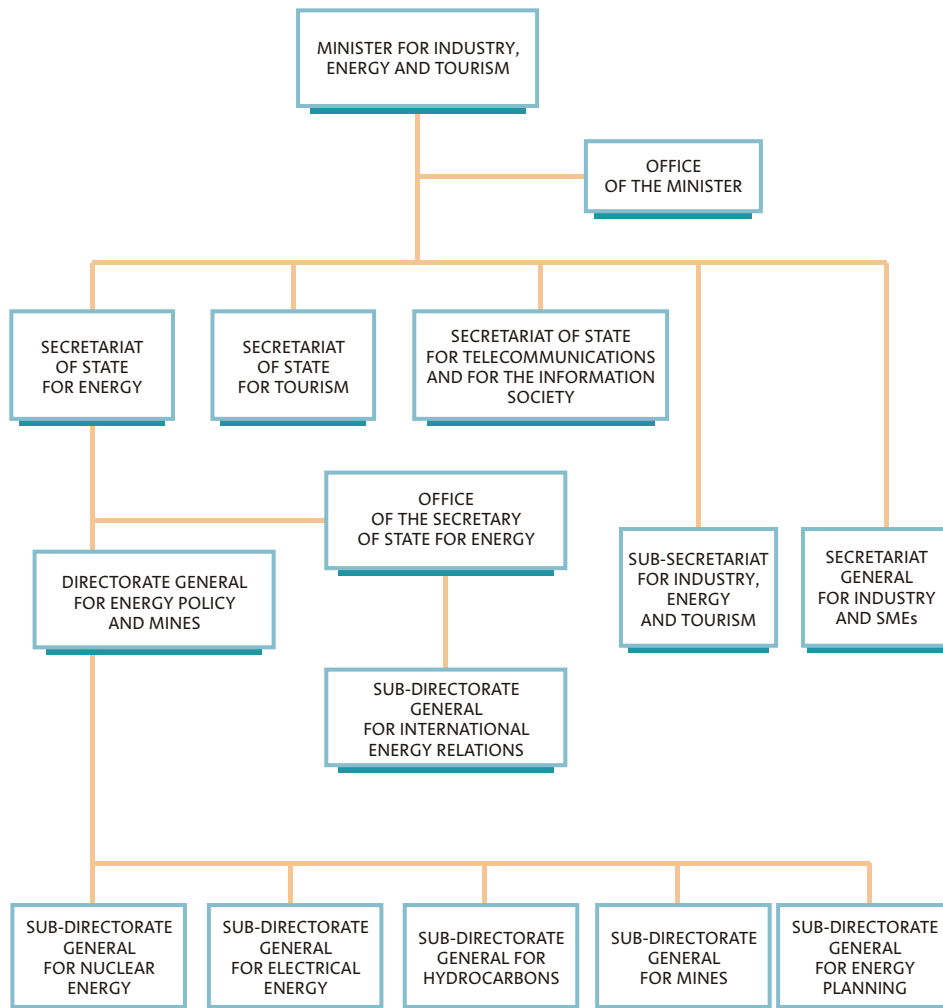 MINISTER FOR INDUSTRY,
ENERGY AND TOURISM
OFFICE
OF THE MINISTER
SECRETARIAT
OF STATE
FOR ENERGY
SECRETARIAT
OF STATE
FOR TOURISM
SECRETARIAT OF STATE
FOR TELECOMMUNICATIONS
AND FOR THE INFORMATION
SOCIETY
OFFICE
OF THE SECRETARY
OF STATE FOR ENERGY
SUB-SECRETARIAT
FOR INDUSTRY,
ENERGY
AND TOURISM
SECRETARIAT
GENERAL
FOR INDUSTRY
AND SMEs
DIRECTORATE GENERAL
FOR ENERGY POLICY
AND MINES
SUB-DIRECTORATE
GENERAL
FOR INTERNATIONAL
ENERGY RELATIONS
SUB-DIRECTORATE
GENERAL
FOR NUCLEAR
ENERGY
SUB-DIRECTORATE
GENERAL
FOR ELECTRICAL
ENERGY
SUB-DIRECTORATE
GENERAL FOR
HYDROCARBONS
SUB-DIRECTORATE
GENERAL
FOR MINES
SUB-DIRECTORATE
GENERAL
FOR ENERGY
PLANNING